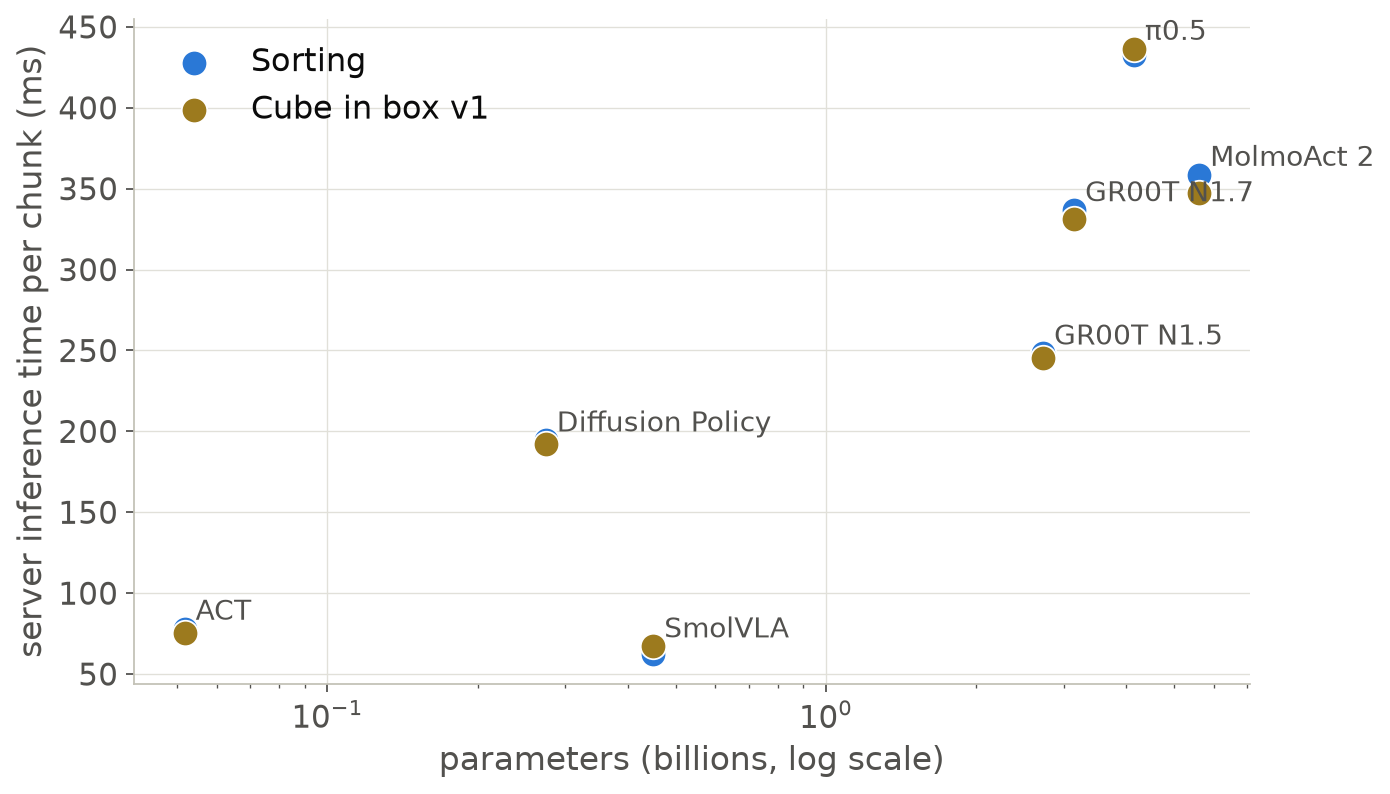 450
400
350
300
250
200
150
100
50
server inference time per chunk (ms)
Sorting
Cube in box v1
π0.5
MolmoAct 2
GR00T N1.7
GR00T N1.5
Diffusion Policy
ACT
SmolVLA
10⁻¹
10⁰
parameters (billions, log scale)